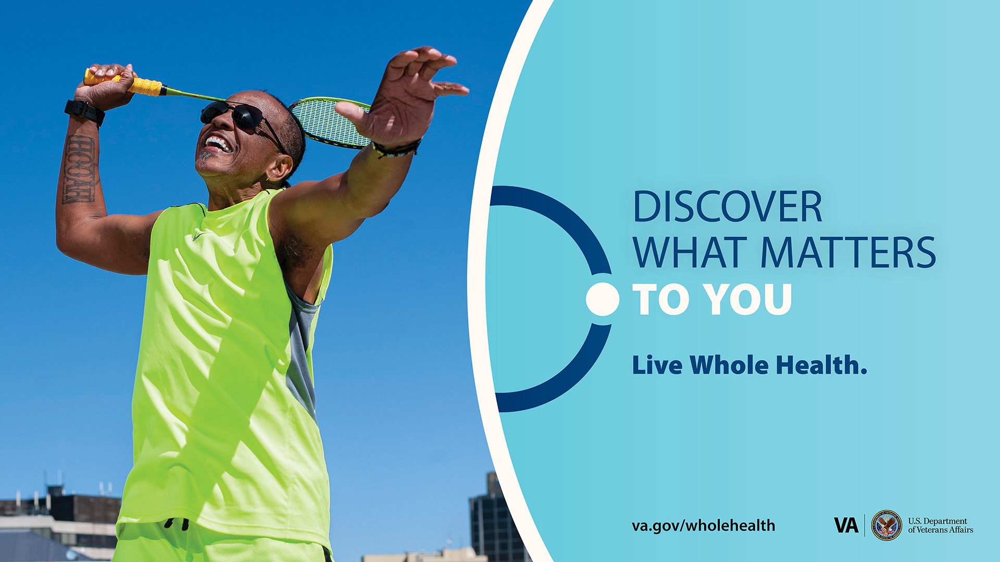 HOOAH
DISCOVER
WHAT MATTERS
TO YOU
Live Whole Health.
va.gov/wholehealth
VA
U.S. Department
of Veterans Affairs